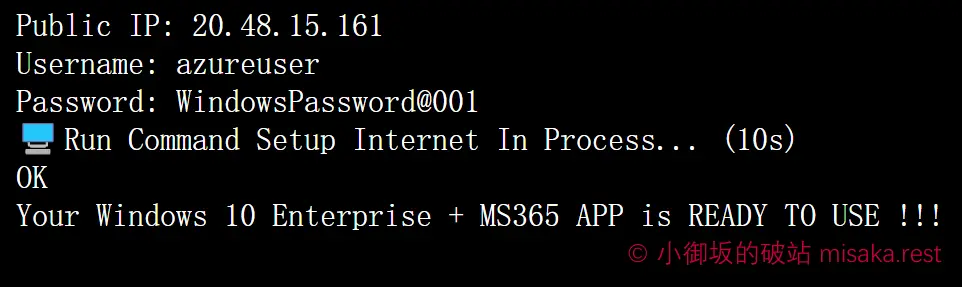 Public IP: 20.48.15.161
Username: azureuser
Password: WindowsPassword@001
Run Command Setup Internet In Process... (10s)
OK
Your Windows 10 Enterprise + MS365 APP is READY TO USE !!!
© 小御坂的破站 misaka.rest